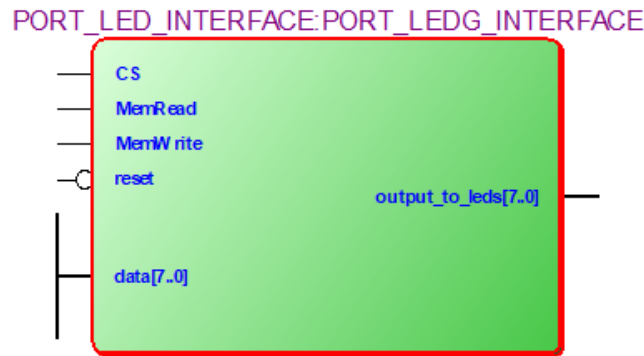 PORT_LED_INTERFACE:PORT_LEDG_INTERFACE
CS
MemRead
MemWrite
reset
output_to_leds[7..0]
data[7..0]